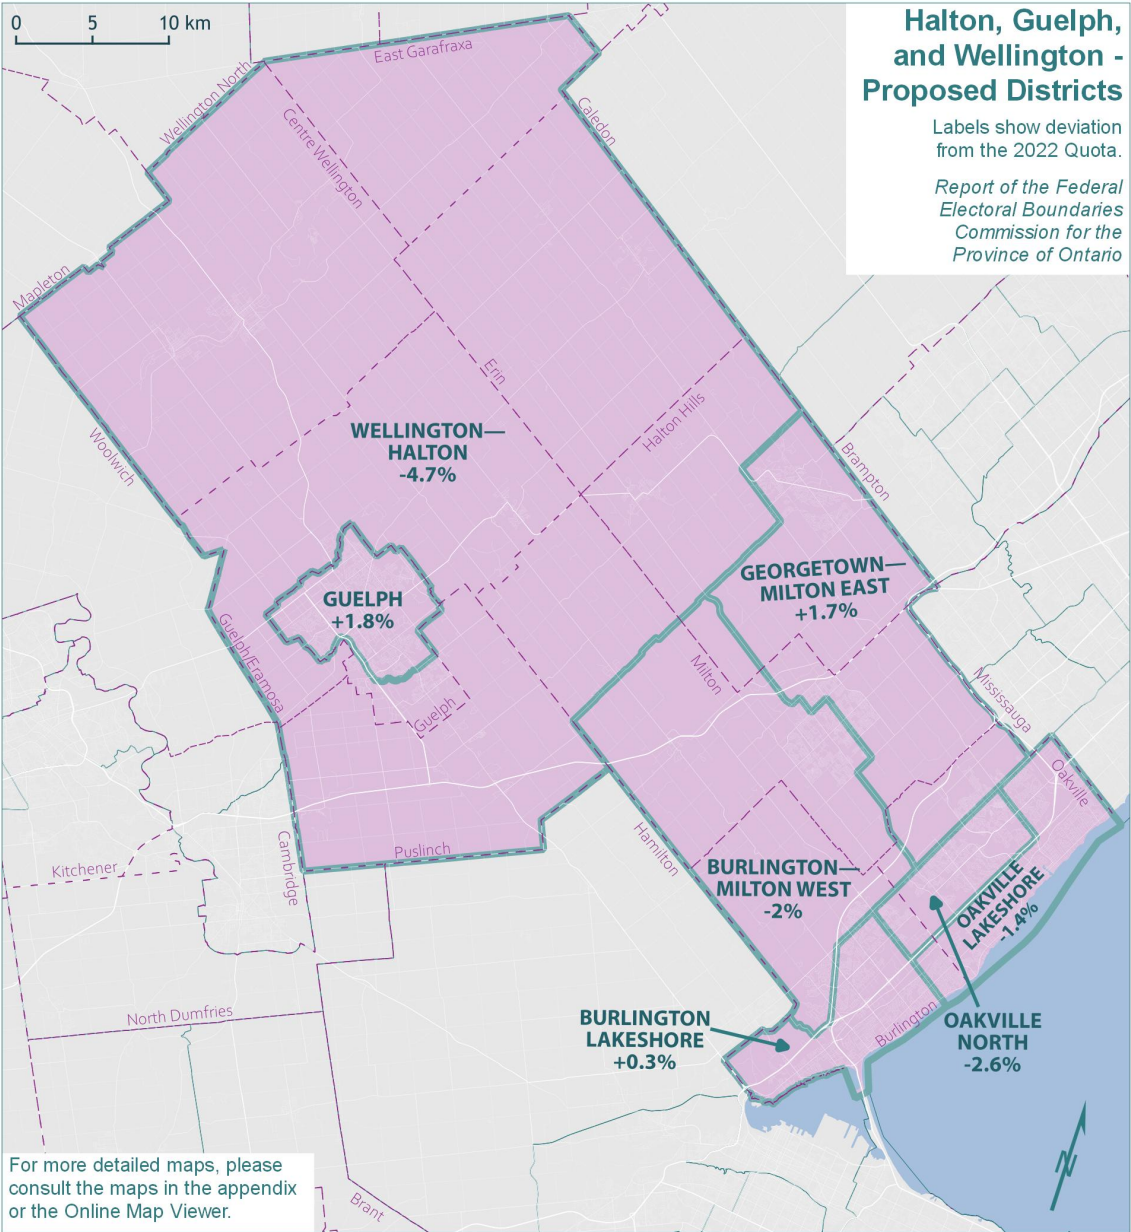 0 5 10 km
Halton, Guelph,
and Wellington -
Proposed Districts
Labels show deviation
from the 2022 Quota.
Report of the Federal
Electoral Boundaries
Commission for the
Province of Ontario
East Garafraxa
Wellington North
Centre Wellington
Caledon
Mapleton
Erin
Halton Hills
Woolwich
WELLINGTON—
HALTON
-4.7%
Brampton
GEORGETOWN—
MILTON EAST
+1.7%
GUELPH
+1.8%
Guelph/Eramosa
Guelph
Milton
Mississauga
Oakville
Puslinch
Cambridge
Kitchener
Hamilton
BURLINGTON—
MILTON WEST
-2%
OAKVILLE
LAKESHORE
-1.4%
North Dumfries
BURLINGTON
LAKESHORE
+0.3%
Burlington
OAKVILLE
NORTH
-2.6%
N
For more detailed maps, please
consult the maps in the appendix
or the Online Map Viewer.
Brant